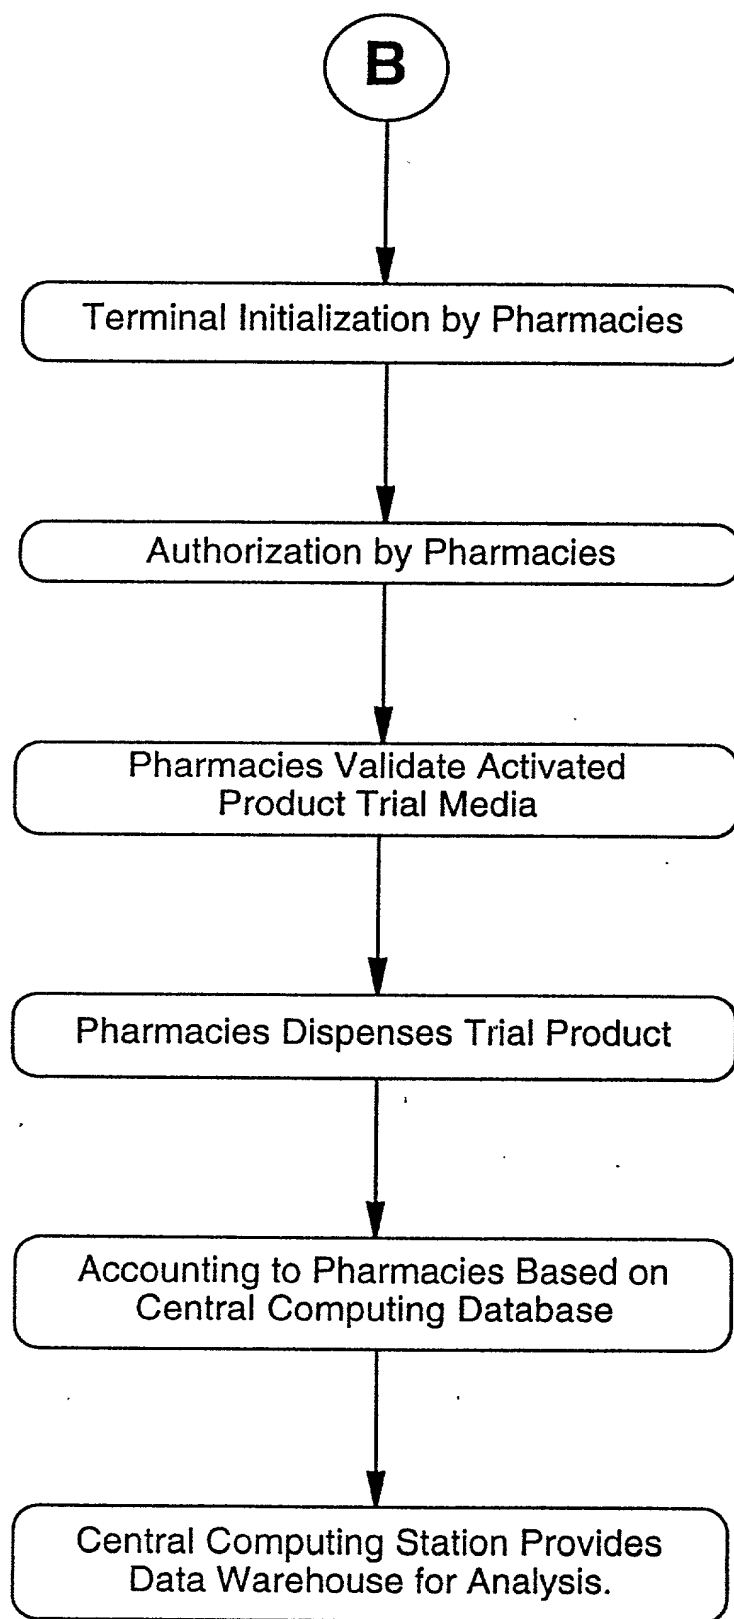 B
Terminal Initialization by Pharmacies
Authorization by Pharmacies
Pharmacies Validate Activated
Product Trial Media
Pharmacies Dispenses Trial Product
Accounting to Pharmacies Based on
Central Computing Database
Central Computing Station Provides
Data Warehouse for Analysis.